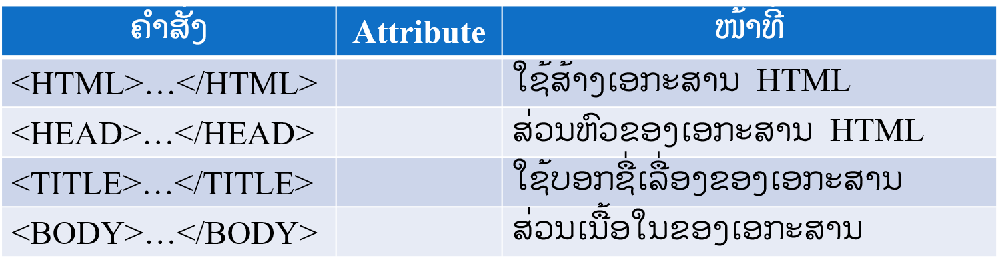 ຄຳສັ່ງ Attribute ໜ້າທີ່
<HTML>…</HTML> ໃຊ້ສ້າງເອກະສານ HTML
<HEAD>…</HEAD> ສ່ວນຫົວຂອງເອກະສານ HTML
<TITLE>…</TITLE> ໃຊ້ບອກຊື່ເລື່ອງຂອງເອກະສານ
<BODY>…</BODY> ສ່ວນເນື້ອໃນຂອງເອກະສານ